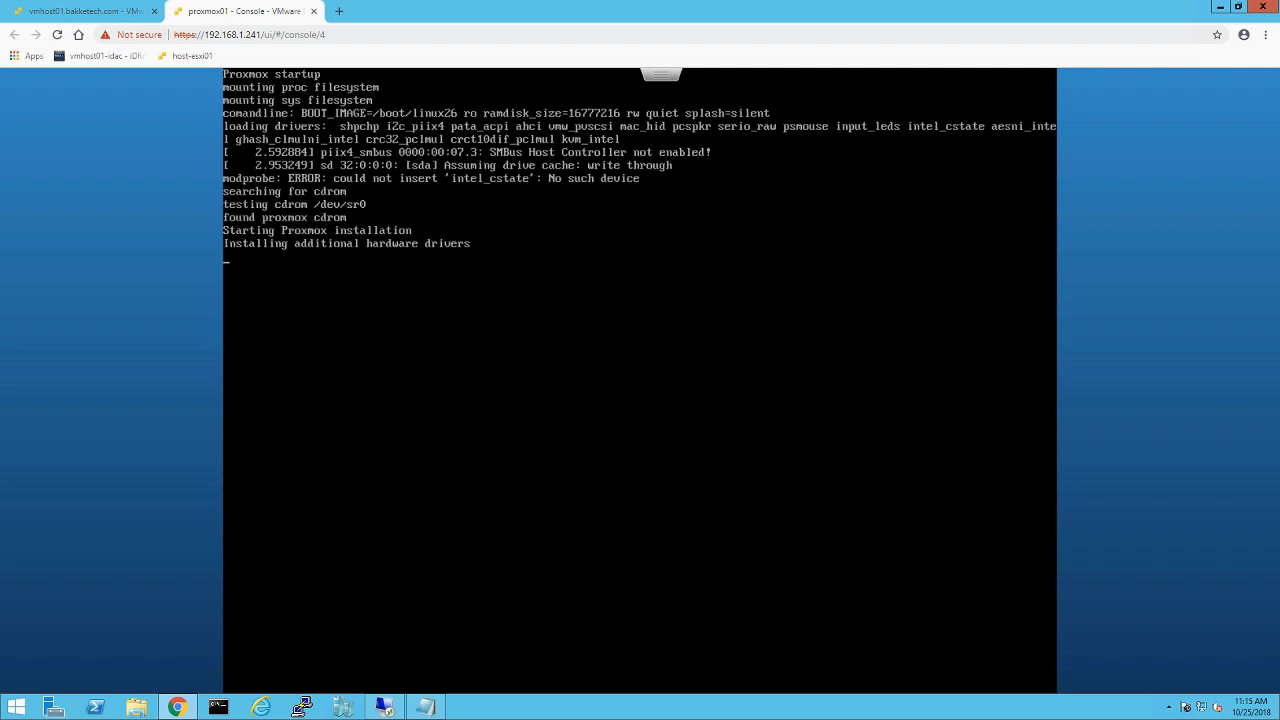 vmhost01.bakketech.com - VMw
proxmox01 - Console - VMware
Not secure
https://192.168.1.241/ui/#/console/4
Apps
vmhost01-idac - iDR
host-esxi01
Proxmox startup
mounting proc filesystem
mounting sys filesystem
comandline: BOOT_IMAGE=/boot/linux26 ro ramdisk_size=16777216 rw quiet splash=silent
loading drivers:  shpchp i2c_piix4 pata_acpi ahci vmw_pvscsi mac_hid pcspkr serio_raw psmouse input_leds intel_cstate aesni_inte
l ghash_clmulni_intel crc32_pclmul crct10dif_pclmul kvm_intel
[    2.592884] piix4_smbus 0000:00:07.3: SMBus Host Controller not enabled!
[    2.953249] sd 32:0:0:0: [sda] Assuming drive cache: write through
modprobe: ERROR: could not insert 'intel_cstate': No such device
searching for cdrom
testing cdrom /dev/sr0
found proxmox cdrom
Starting Proxmox installation
Installing additional hardware drivers
11:15 AM
10/25/2018